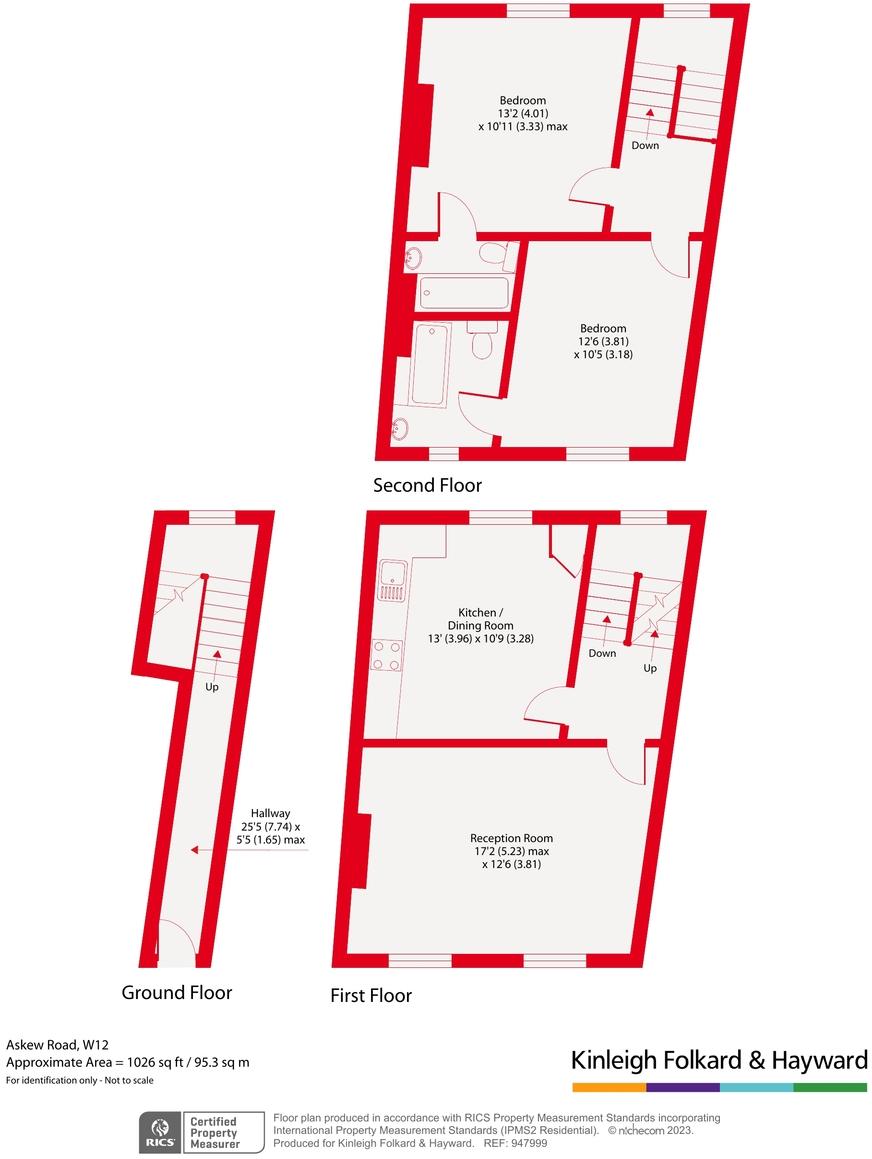 Bedroom
13'2 (4.01)
x 10'11 (3.33) max
Down
Bedroom
12'6 (3.81)
x 10'5 (3.18)
Second Floor
Up
Hallway
25'5 (7.74) x
5'5 (1.65) max
Ground Floor
Kitchen /
Dining Room
13' (3.96) x 10'9 (3.28)
Down
Up
Reception Room
17'2 (5.23) max
x 12'6 (3.81)
First Floor
Askew Road, W12
Approximate Area = 1026 sq ft / 95.3 sq m
For identification only - Not to scale
Kinleigh Folkard & Hayward
RICS
Certified
Property
Measurer
Floor plan produced in accordance with RICS Property Measurement Standards incorporating
International Property Measurement Standards (IPMS2 Residential). © nichecom 2023.
Produced for Kinleigh Folkard & Hayward. REF: 947999